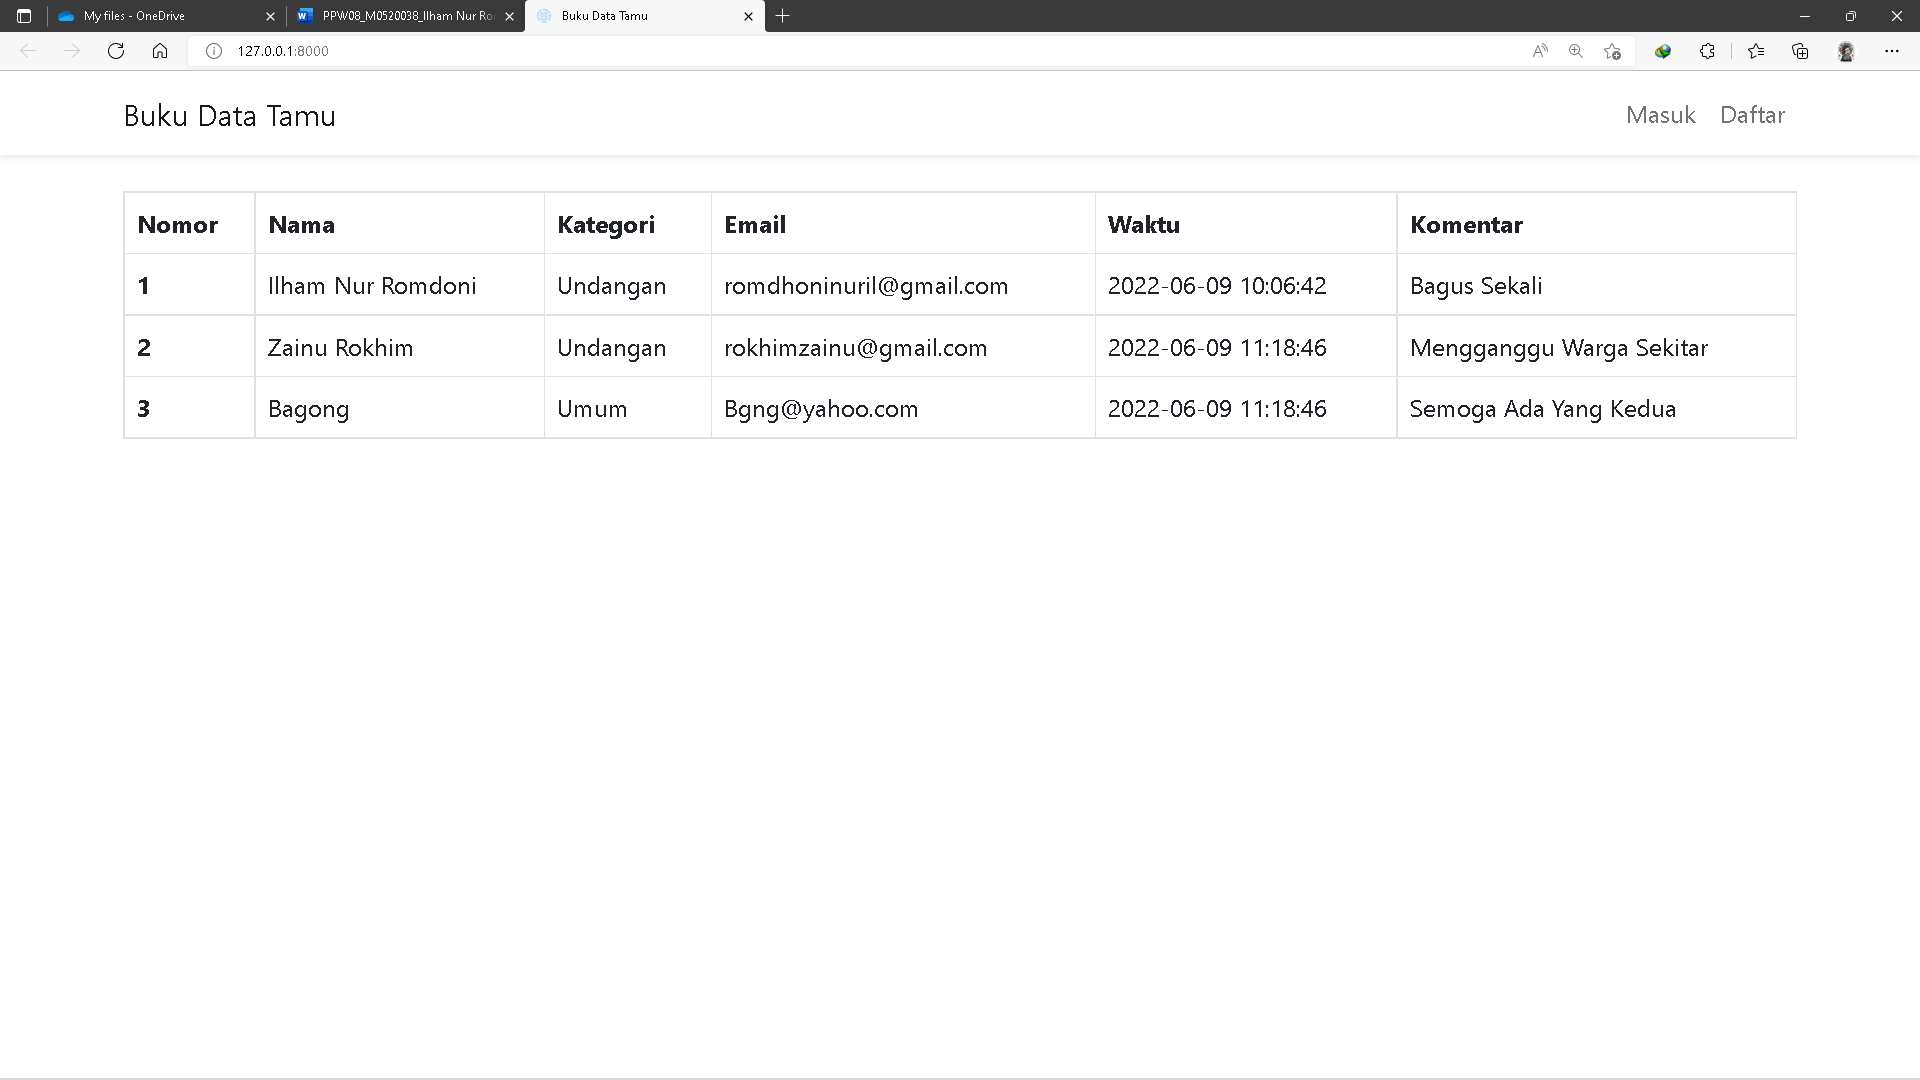 My files - OneDrive PPW08_M0520038_Ilham Nur Ro Buku Data Tamu
127.0.0.1:8000
Buku Data Tamu Masuk Daftar
Nomor Nama Kategori Email Waktu Komentar
1 Ilham Nur Romdoni Undangan romdhoninuril@gmail.com 2022-06-09 10:06:42 Bagus Sekali
2 Zainu Rokhim Undangan rokhimzainu@gmail.com 2022-06-09 11:18:46 Mengganggu Warga Sekitar
3 Bagong Umum Bgng@yahoo.com 2022-06-09 11:18:46 Semoga Ada Yang Kedua